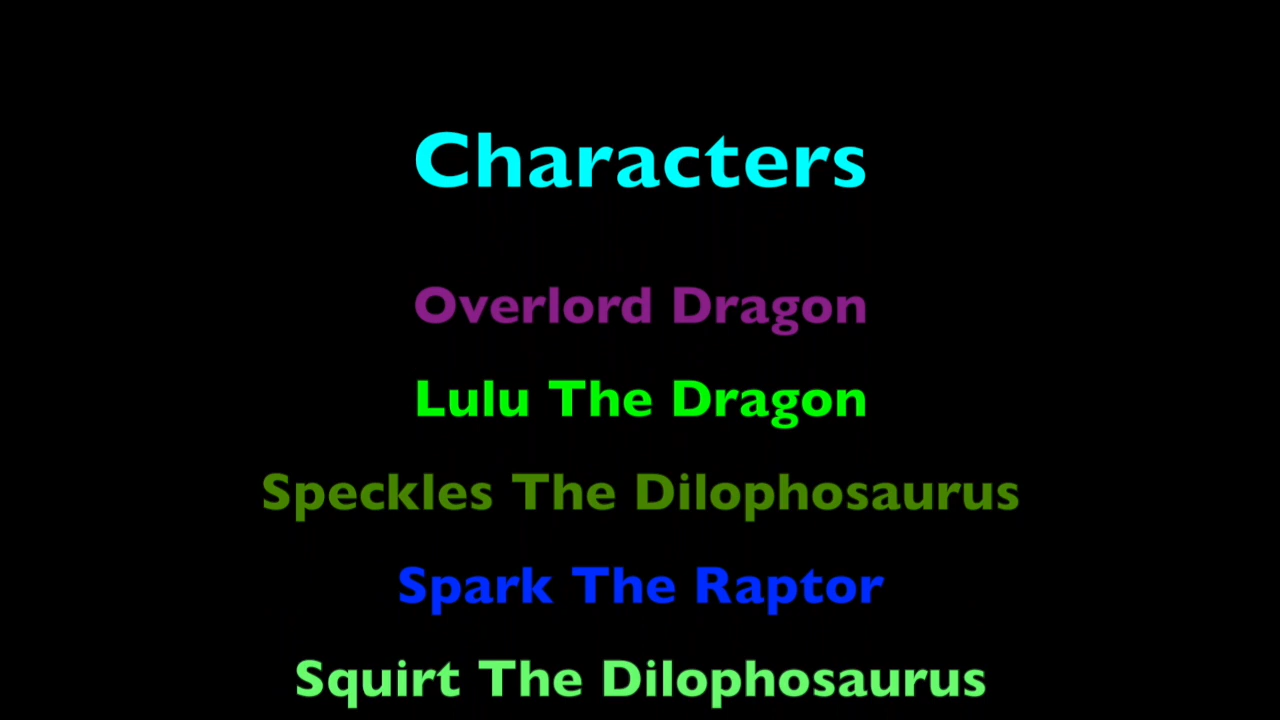 Characters
Overlord Dragon
Lulu The Dragon
Speckles The Dilophosaurus
Spark The Raptor
Squirt The Dilophosaurus